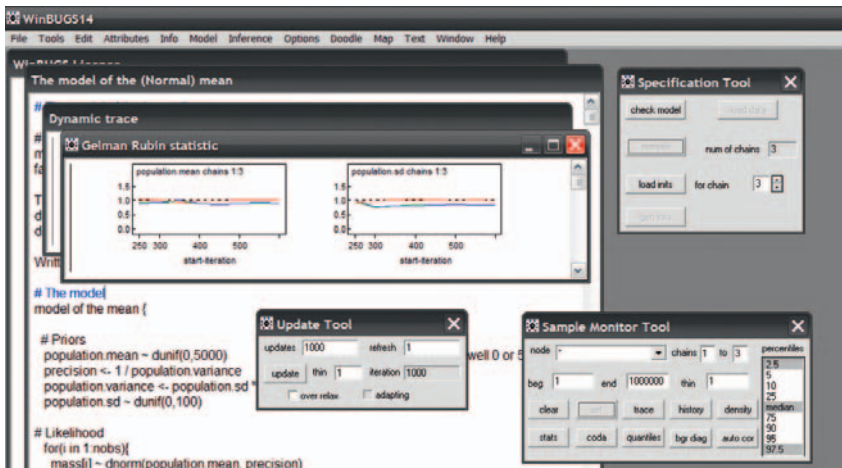 WinBUGS14
File Tools Edit Attributes Info Model Inference Options Doodle Map Text Window Help
The model of the (Normal) mean
Dynamic trace
Gelman Rubin statistic
population.mean chains 1:3
1.5
1.0
0.5
0.0
250 300 400 500
start-iteration
population.sd chains 1:3
1.5
1.0
0.5
0.0
250 300 400 500
start-iteration
# The model
model of the mean {
# Priors
population.mean ~ dunif(0,5000)
well 0 or 5
precision <- 1 / population.variance
population.variance <- population.sd *
population.sd ~ dunif(0,100)
# Likelihood
for(i in 1:nobs){
mass[i] ~ dnorm(population.mean, precision)
Specification Tool
check model load data
compile num of chains 3
load inits for chain 3
gen inits
Update Tool
updates 1000 refresh 1
update thin 1 iteration 1000
over relax adapting
Sample Monitor Tool
node * chains 1 to 3 percentiles
beg 1 end 1000000 thin 1
clear set trace history density
stats coda quantiles bgr diag auto cor
2.5
5
10
25
median
75
90
95
97.5